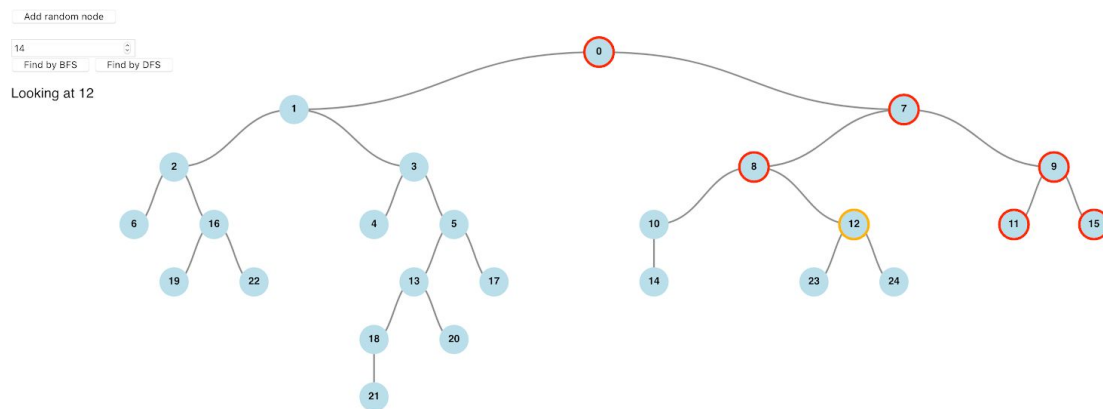 Add random node
14
Find by BFS Find by DFS
Looking at 12
0
1 7
2 3 8 9
6 16 4 5 10 12 11 15
19 22 13 17 14 23 24
18 20
21